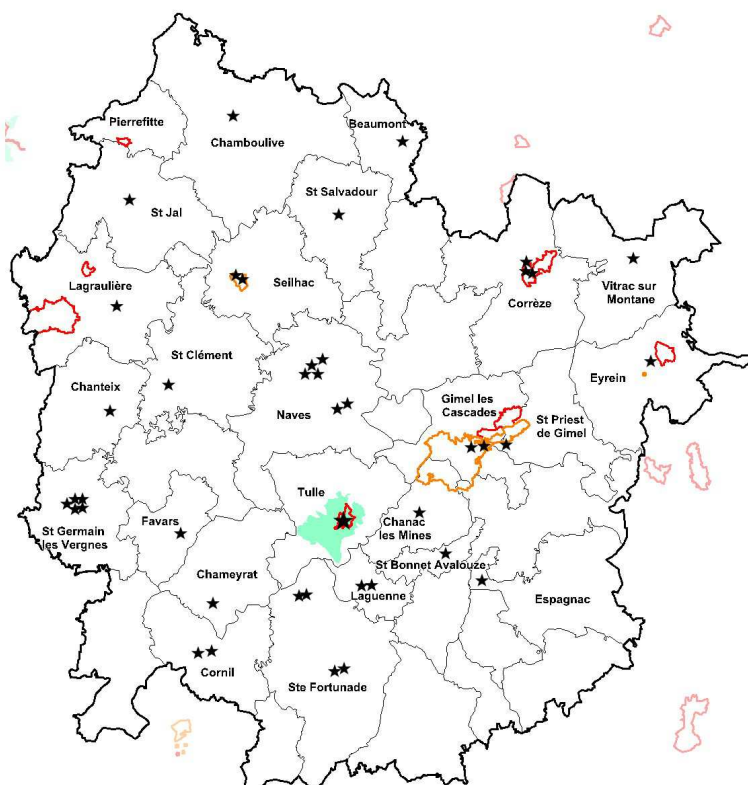 Pierrefitte
Beaumont
Chamboulive
St Salvadour
St Jal
Lagraulière
Seilhac
Corrèze
Vitrac sur
Montane
St Clément
Eyrein
Chanteix
Naves
Gimel les
Cascades
St Priest
de Gimel
Tulle
St Germain
les Vergnes
Favars
Chanac
les Mines
St Bonnet Avalouze
Chameyrat
Laguenne
Espagnac
Cornil
Ste Fortunade